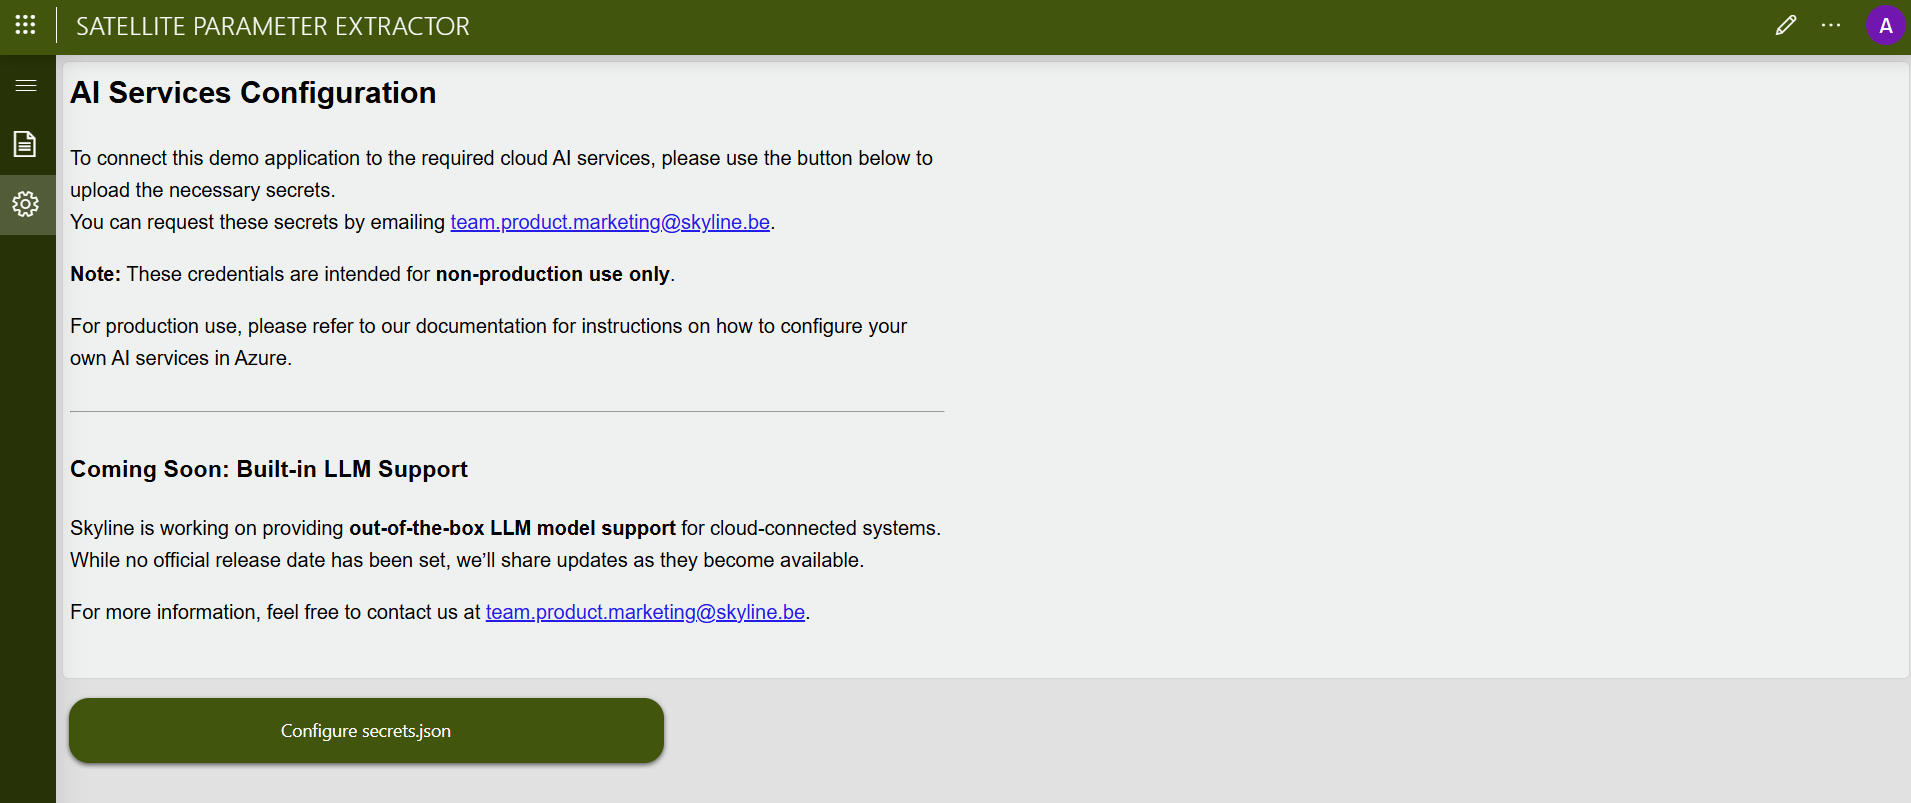 SATELLITE PARAMETER EXTRACTOR
A
AI Services Configuration
To connect this demo application to the required cloud AI services, please use the button below to
upload the necessary secrets.
You can request these secrets by emailing team.product.marketing@skyline.be.
Note: These credentials are intended for non-production use only.
For production use, please refer to our documentation for instructions on how to configure your
own AI services in Azure.
Coming Soon: Built-in LLM Support
Skyline is working on providing out-of-the-box LLM model support for cloud-connected systems.
While no official release date has been set, we’ll share updates as they become available.
For more information, feel free to contact us at team.product.marketing@skyline.be.
Configure secrets.json